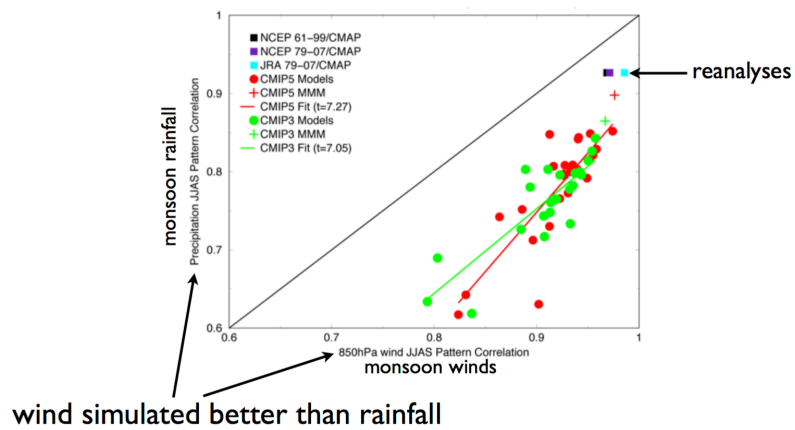 1
NCEP 61-99/CMAP
NCEP 79-07/CMAP
JRA 79-07/CMAP
CMIP5 Models
CMIP5 MMM
CMIP5 Fit (t=7.27)
CMIP3 Models
CMIP3 MMM
CMIP3 Fit (t=7.05)
reanalyses
0.9
0.8
0.7
0.6
monsoon rainfall
Precipitation JJAS Pattern Correlation
0.6
0.7
0.8
0.9
1
850hPa wind JJAS Pattern Correlation
monsoon winds
wind simulated better than rainfall